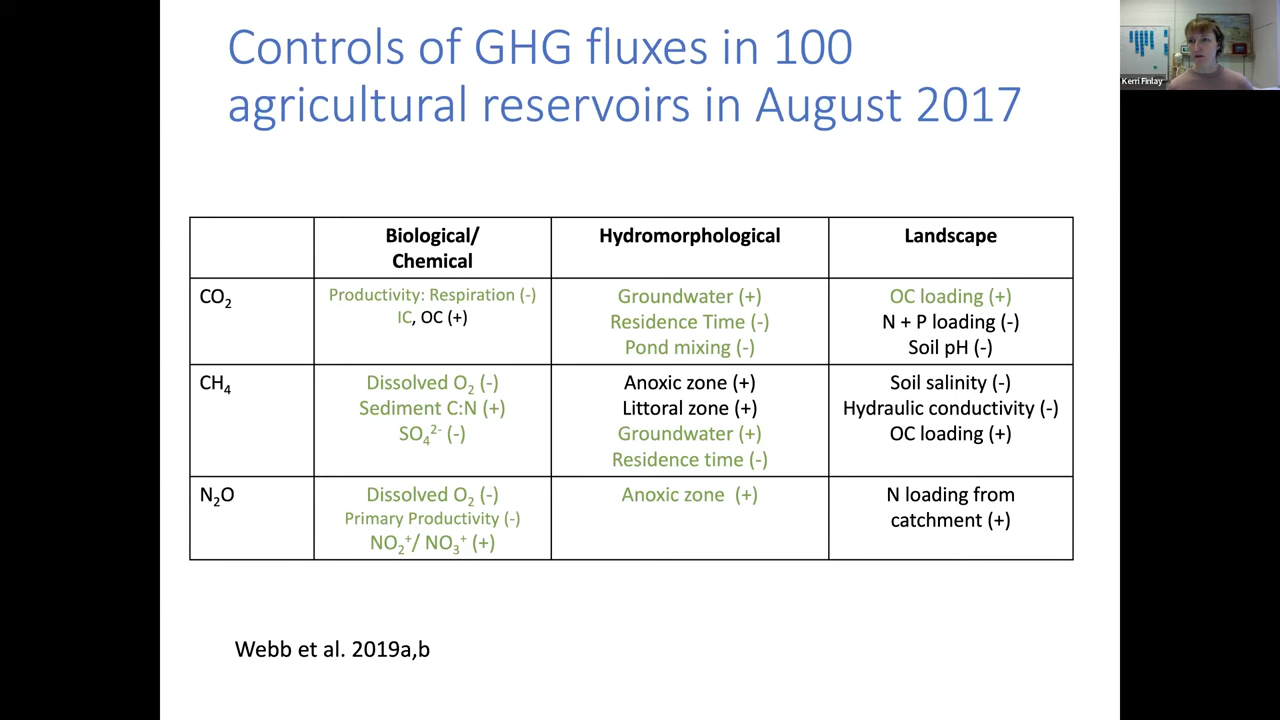 Controls of GHG fluxes in 100
agricultural reservoirs in August 2017
Kerri Finlay
Biological/
Chemical
Hydromorphological
Landscape
CO2
Productivity: Respiration (-)
IC, OC (+)
Groundwater (+)
Residence Time (-)
Pond mixing (-)
OC loading (+)
N + P loading (-)
Soil pH (-)
CH4
Dissolved O2 (-)
Sediment C:N (+)
SO4 2- (-)
Anoxic zone (+)
Littoral zone (+)
Groundwater (+)
Residence time (-)
Soil salinity (-)
Hydraulic conductivity (-)
OC loading (+)
N2O
Dissolved O2 (-)
Primary Productivity (-)
NO2+/ NO3+ (+)
Anoxic zone (+)
N loading from
catchment (+)
Webb et al. 2019a,b